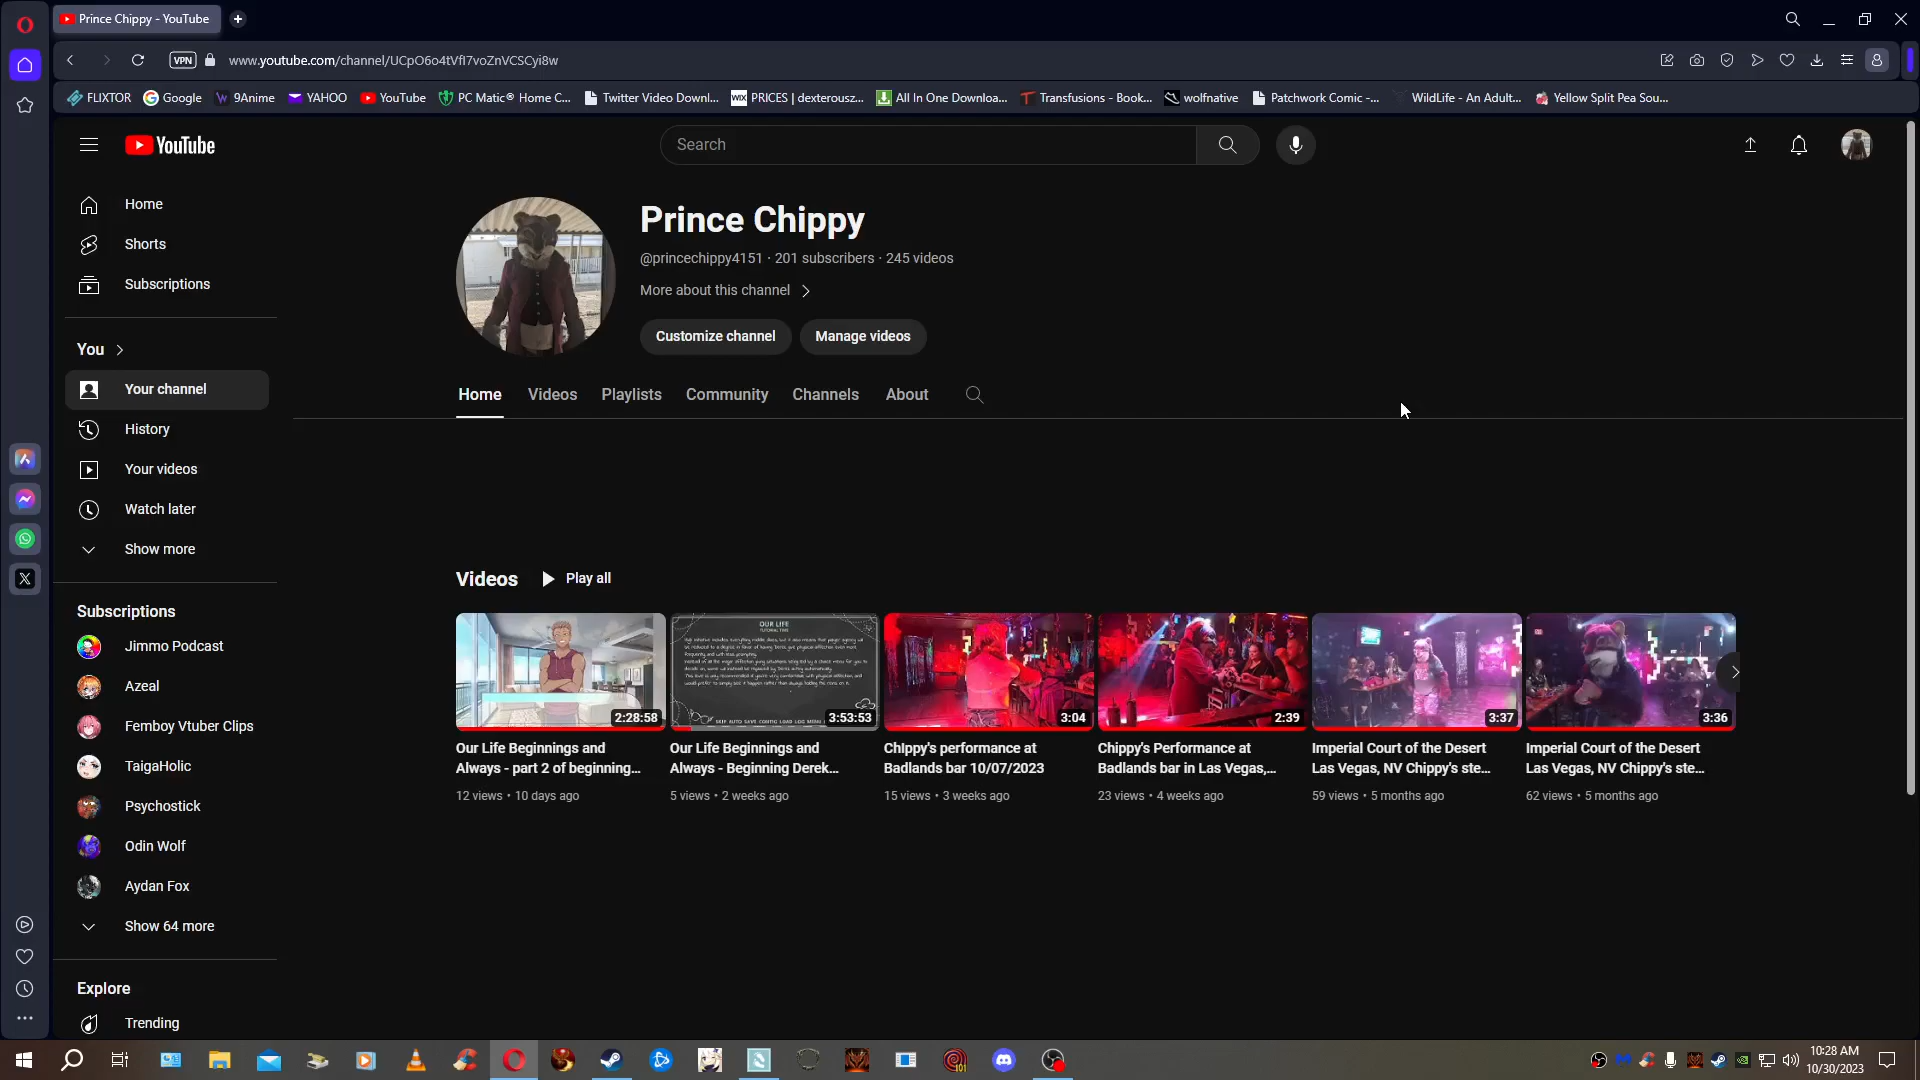 Prince Chippy - YouTube
VPN
www.youtube.com/channel/UCpO6o4tVfI7voZnVCSCyi8w
FLIXTOR
Google
9Anime
YAHOO
YouTube
PC Matic® Home C...
Twitter Video Downl...
WIX PRICES | dexterousz...
All In One Downloa...
Transfusions - Book...
wolfnative
Patchwork Comic -...
WildLife - An Adult...
Yellow Split Pea Sou...
YouTube
Search
Home
Shorts
Subscriptions
You
Your channel
History
Your videos
Watch later
Show more
Subscriptions
Jimmo Podcast
Azeal
Femboy Vtuber Clips
TaigaHolic
Psychostick
Odin Wolf
Aydan Fox
Show 64 more
Explore
Trending
Prince Chippy
@princechippy4151 · 201 subscribers · 245 videos
More about this channel
Customize channel
Manage videos
Home
Videos
Playlists
Community
Channels
About
Videos
Play all
2:28:58
Our Life Beginnings and
Always - part 2 of beginning...
12 views • 10 days ago
OUR LIFE
3:53:53
Our Life Beginnings and
Always - Beginning Derek...
5 views • 2 weeks ago
3:04
ChIppy's performance at
Badlands bar 10/07/2023
15 views • 3 weeks ago
2:39
Chippy's Performance at
Badlands bar in Las Vegas,...
23 views • 4 weeks ago
3:37
Imperial Court of the Desert
Las Vegas, NV Chippy's ste...
59 views • 5 months ago
3:36
Imperial Court of the Desert
Las Vegas, NV Chippy's ste...
62 views • 5 months ago
10:28 AM
10/30/2023